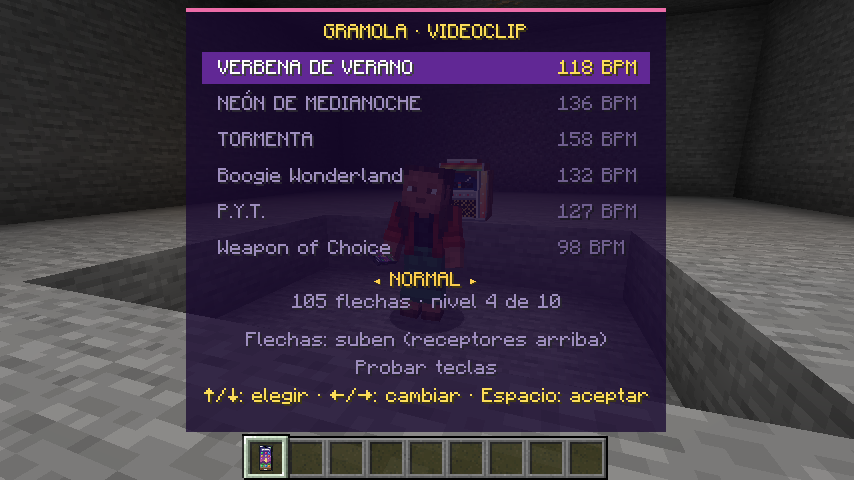 GRAMOLA · VIDEOCLIP
VERBENA DE VERANO 118 BPM
NEÓN DE MEDIANOCHE 136 BPM
TORMENTA 158 BPM
Boogie Wonderland 132 BPM
P.Y.T. 127 BPM
Weapon of Choice 98 BPM
◂ NORMAL ▸
105 flechas · nivel 4 de 10
Flechas: suben (receptores arriba)
Probar teclas
↑/↓: elegir · ←/→: cambiar · Espacio: aceptar